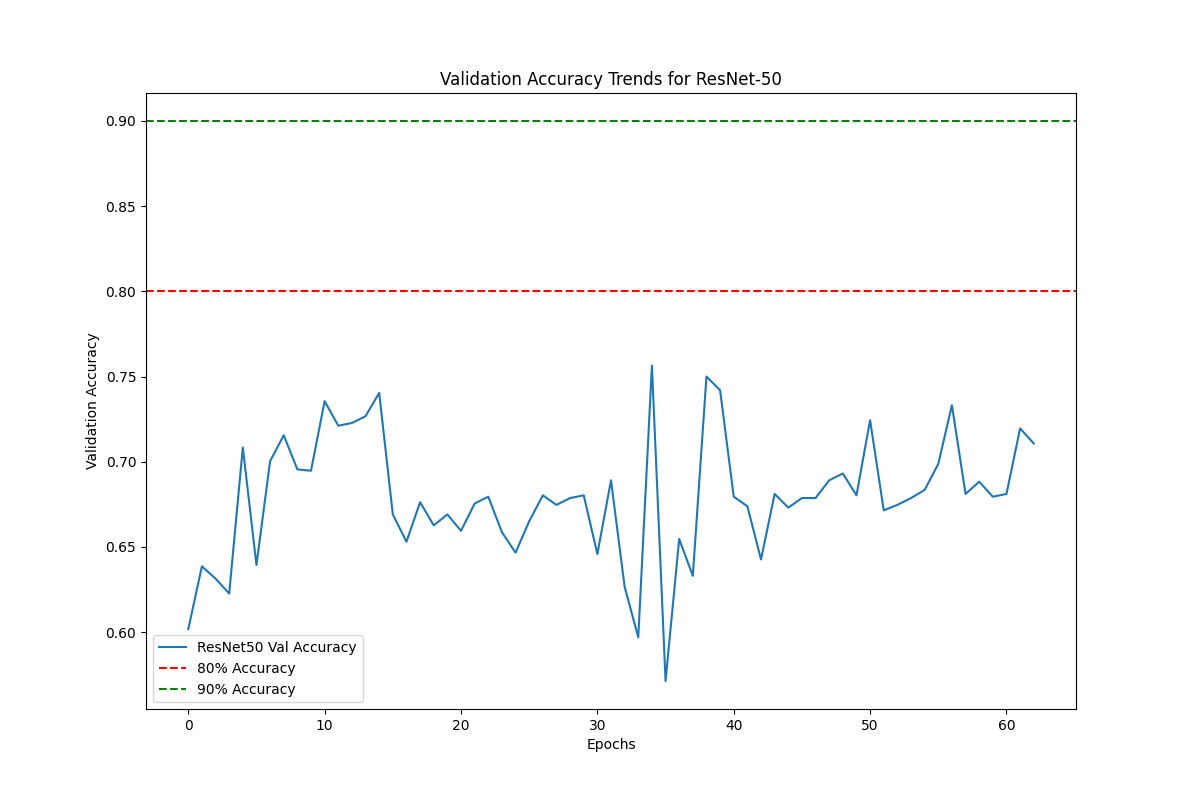 Validation Accuracy Trends for ResNet-50
0.90
0.85
0.80
0.75
0.70
0.65
0.60
Validation Accuracy
ResNet50 Val Accuracy
80% Accuracy
90% Accuracy
0 10 20 30 40 50 60
Epochs